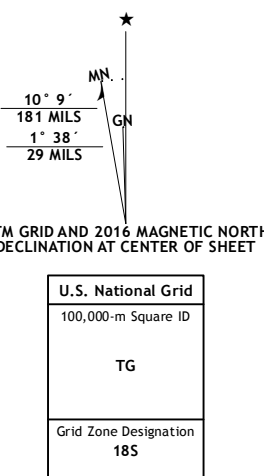 ★
MN
10° 9´
181 MILS
GN
1° 38´
29 MILS
TM GRID AND 2016 MAGNETIC NORTH
DECLINATION AT CENTER OF SHEET
U.S. National Grid
100,000-m Square ID
TG
Grid Zone Designation
18S